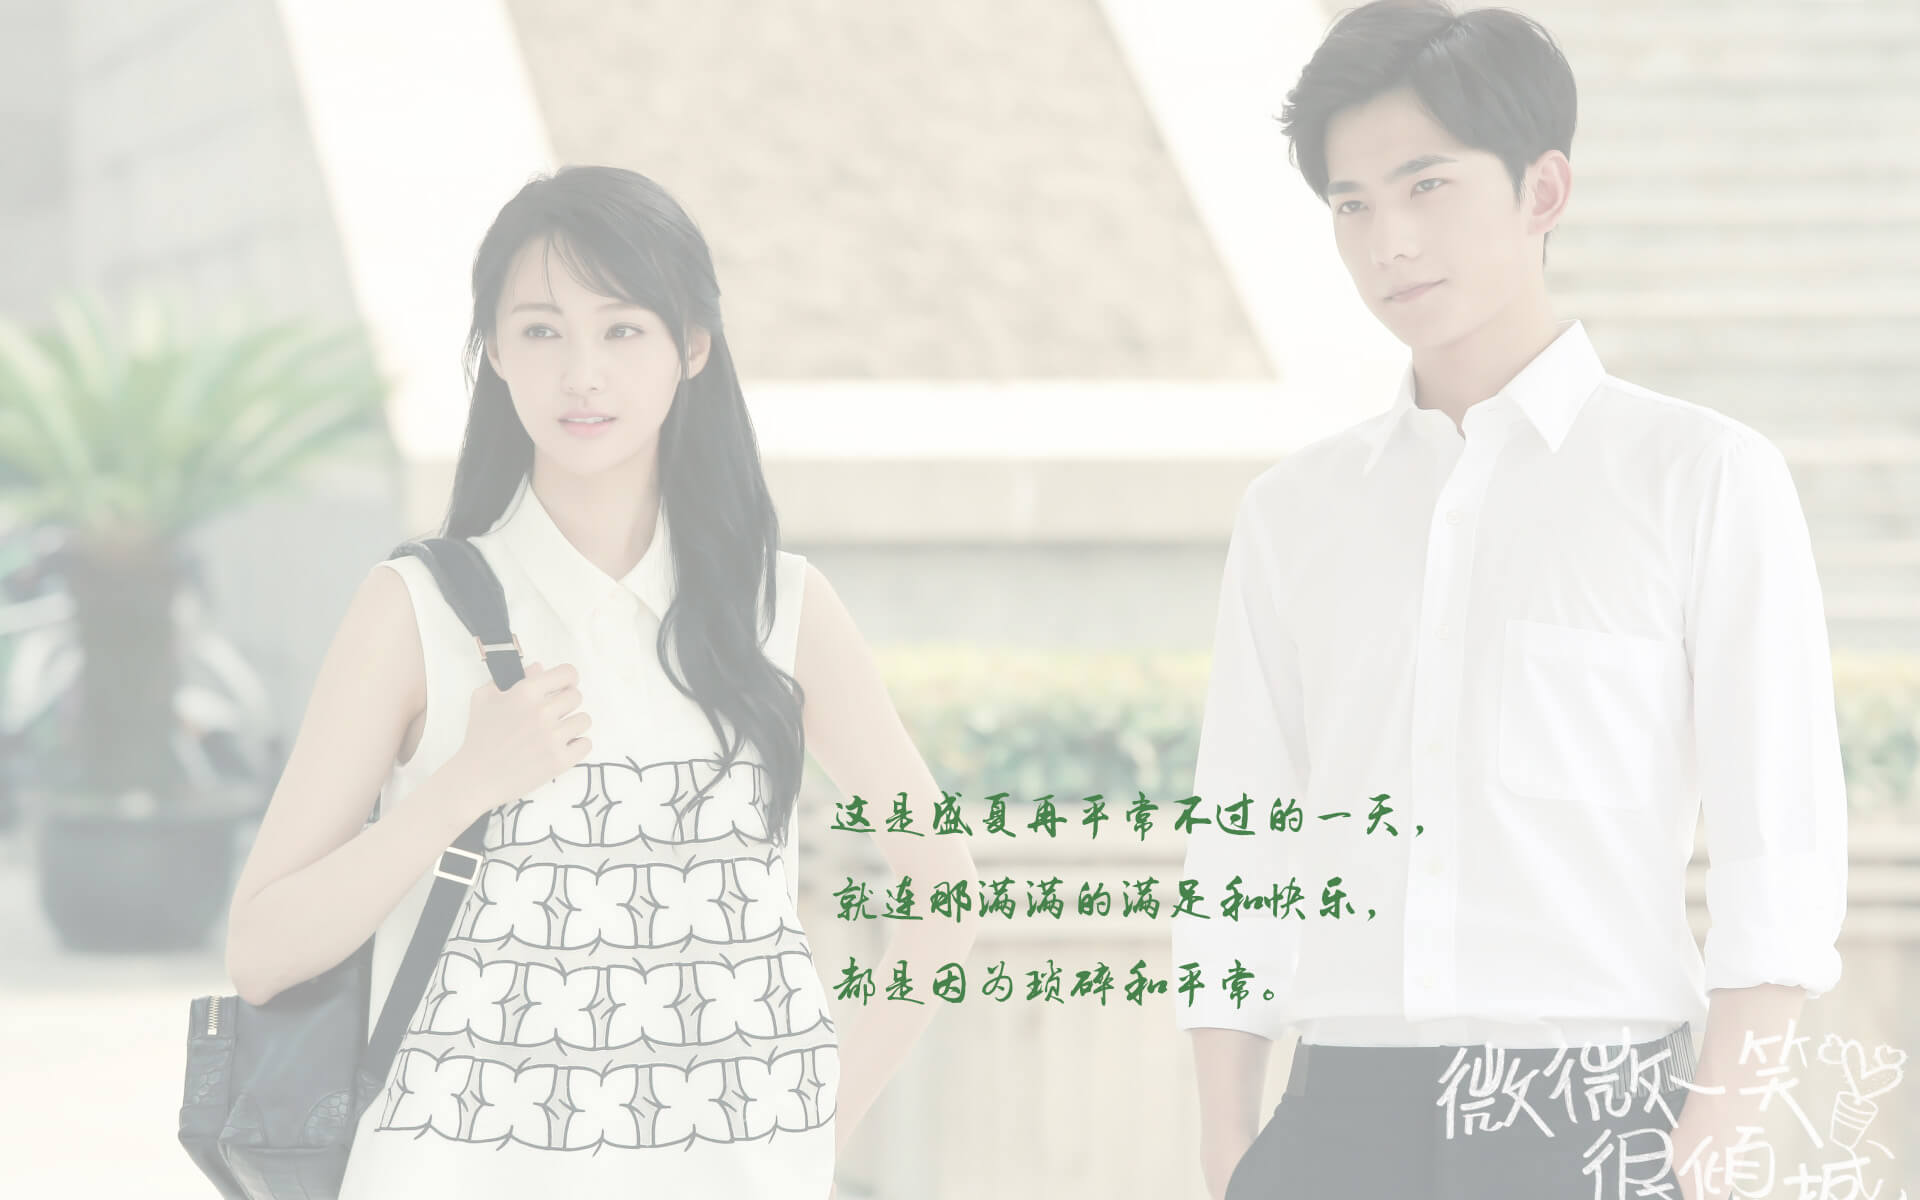 这是盛夏再平常不过的一天，
就连那满满的满足和快乐，
都是因为琐碎和平常。
微微一笑
很倾城